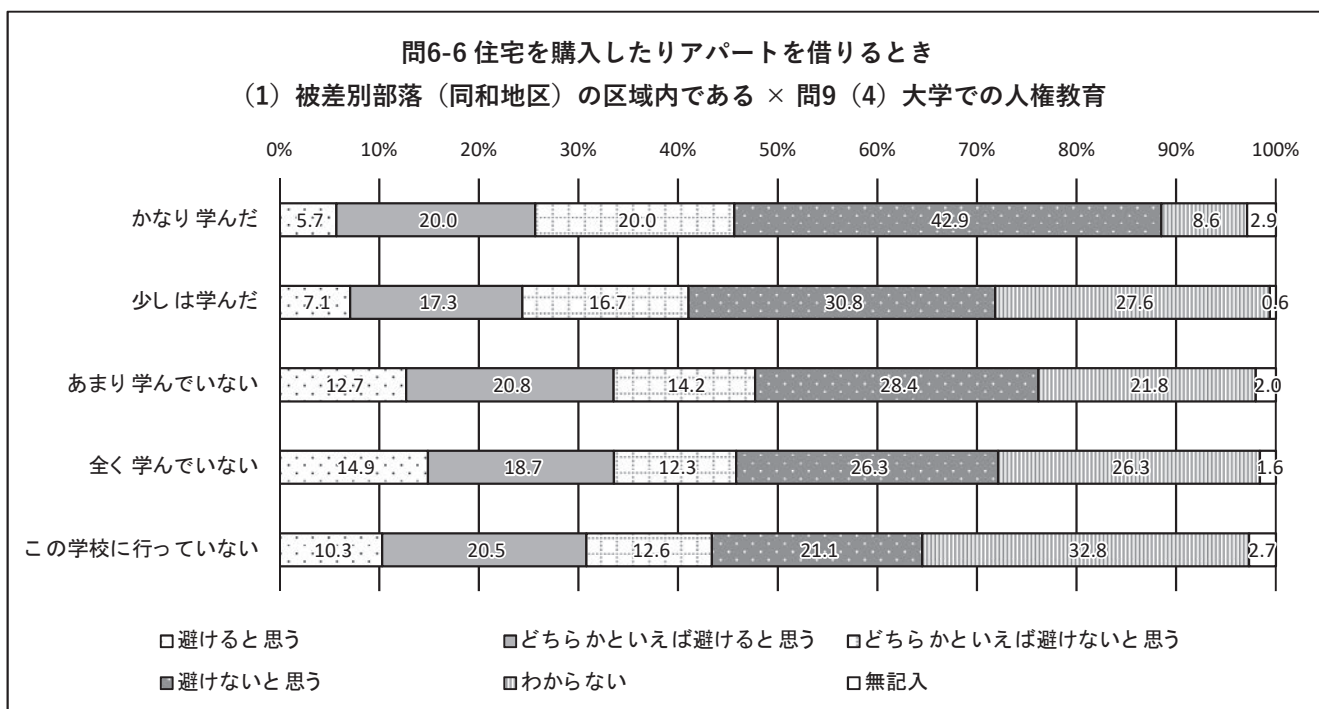 問6-6 住宅を購入したりアパートを借りるとき
（1）被差別部落（同和地区）の区域内である × 問9（4）大学での人権教育
0% 10% 20% 30% 40% 50% 60% 70% 80% 90% 100%
かなり学んだ 5.7 20.0 20.0 42.9 8.6 2.9
少しは学んだ 7.1 17.3 16.7 30.8 27.6 0.6
あまり学んでいない 12.7 20.8 14.2 28.4 21.8 2.0
全く学んでいない 14.9 18.7 12.3 26.3 26.3 1.6
この学校に行っていない 10.3 20.5 12.6 21.1 32.8 2.7
避けると思う どちらかといえば避けると思う どちらかといえば避けないと思う
避けないと思う わからない 無記入